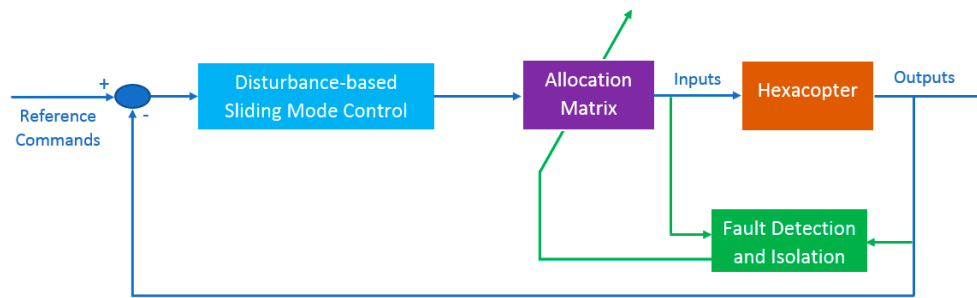 +
-
Reference
Commands
Disturbance-based
Sliding Mode Control
Allocation
Matrix
Inputs
Hexacopter
Outputs
Fault Detection
and Isolation